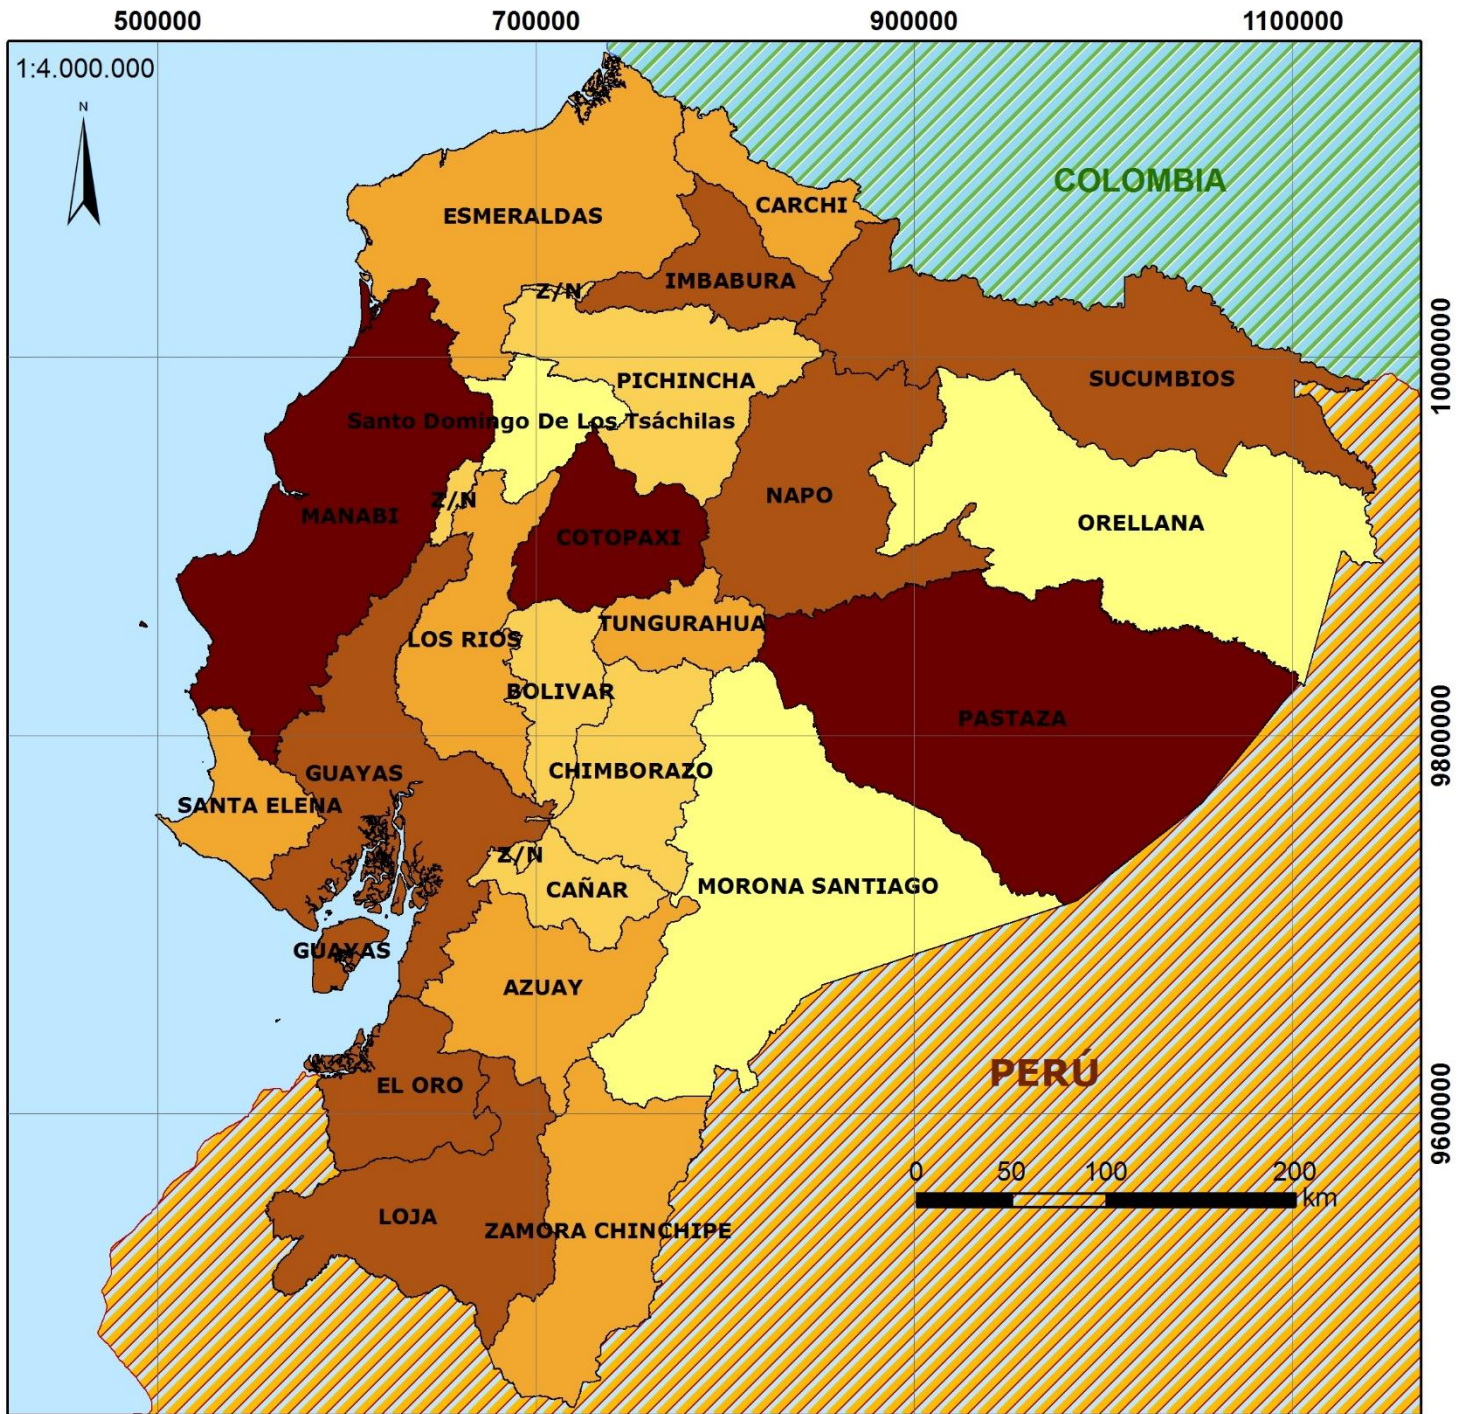 500000 700000 900000 1100000
1:4.000.000
N
COLOMBIA
CARCHI
ESMERALDAS
IMBABURA
Z/N
10000000
PICHINCHA
SUCUMBIOS
Santo Domingo De Los Tsáchilas
NAPO
Z/N
MANABI
ORELLANA
COTOPAXI
TUNGURAHUA
LOS RIOS
BOLIVAR
PASTAZA
9800000
CHIMBORAZO
GUAYAS
SANTA ELENA
Z/N
MORONA SANTIAGO
CAÑAR
GUAYAS
AZUAY
PERÚ
EL ORO
9600000
0 50 100 200
km
LOJA
ZAMORA CHINCHIPE